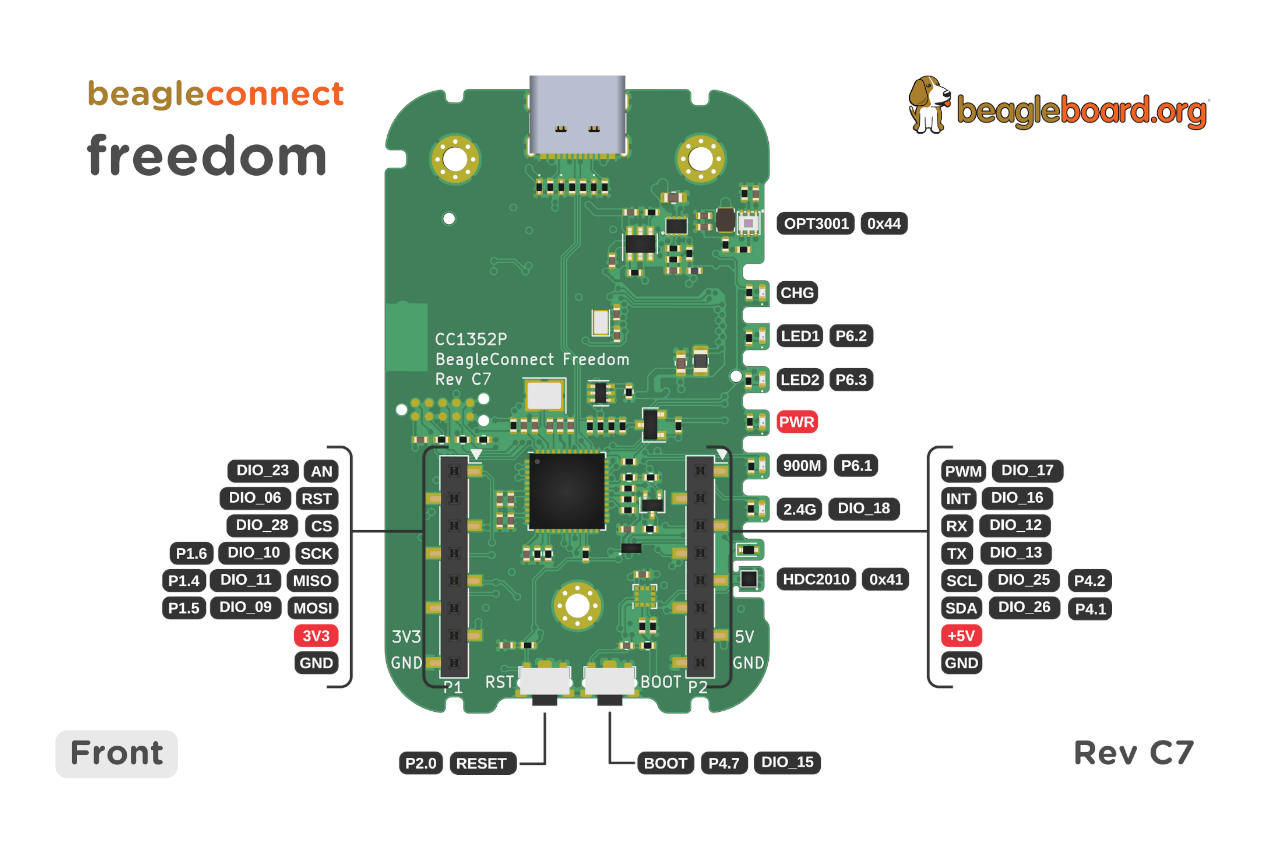 beagleconnect
freedom
beagleboard.org
OPT3001 0x44
CHG
LED1 P6.2
LED2 P6.3
PWR
900M P6.1
2.4G DIO_18
HDC2010 0x41
CC1352P
BeagleConnect Freedom
Rev C7
DIO_23 AN
DIO_06 RST
DIO_28 CS
P1.6 DIO_10 SCK
P1.4 DIO_11 MISO
P1.5 DIO_09 MOSI
3V3
GND
3V3
GND
P1
RST
BOOT
P2
5V
GND
PWM DIO_17
INT DIO_16
RX DIO_12
TX DIO_13
SCL DIO_25 P4.2
SDA DIO_26 P4.1
+5V
GND
Front
P2.0 RESET
BOOT P4.7 DIO_15
Rev C7